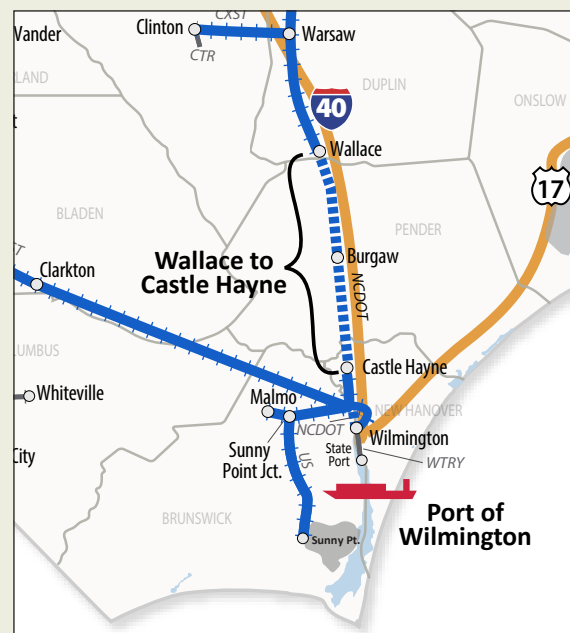 CXST
Clinton
Warsaw
Vander
CTR
DUPLIN
ONSLOW
40
Wallace
17
BLADEN
PENDER
Wallace to
Castle Hayne
Burgaw
NCDOT
Clarkton
Castle Hayne
Whiteville
Malmo
NEW HANOVER
NCDOT
Wilmington
Sunny
Point Jct.
State
Port
WTRY
City
US
Port of
Wilmington
BRUNSWICK
Sunny Pt.